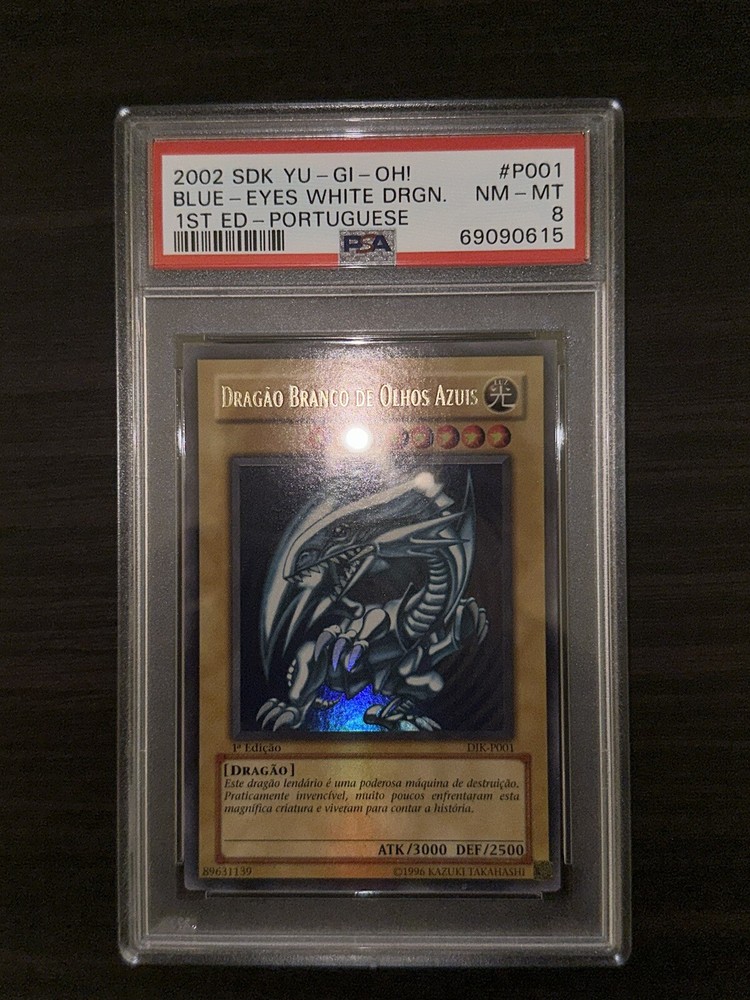 2002 SDK YU-GI-OH! #P001
BLUE-EYES WHITE DRGN. NM-MT
1ST ED-PORTUGUESE 8
PSA 69090615
DRAGÃO BRANCO DE OLHOS AZUIS 光
1ª Edição DIK-P001
[DRAGÃO]
Este dragão lendário é uma poderosa máquina de destruição.
Praticamente invencível, muito poucos enfrentaram esta
magnífica criatura e viveram para contar a história.
ATK/3000 DEF/2500
89631139 ©1996 KAZUKI TAKAHASHI